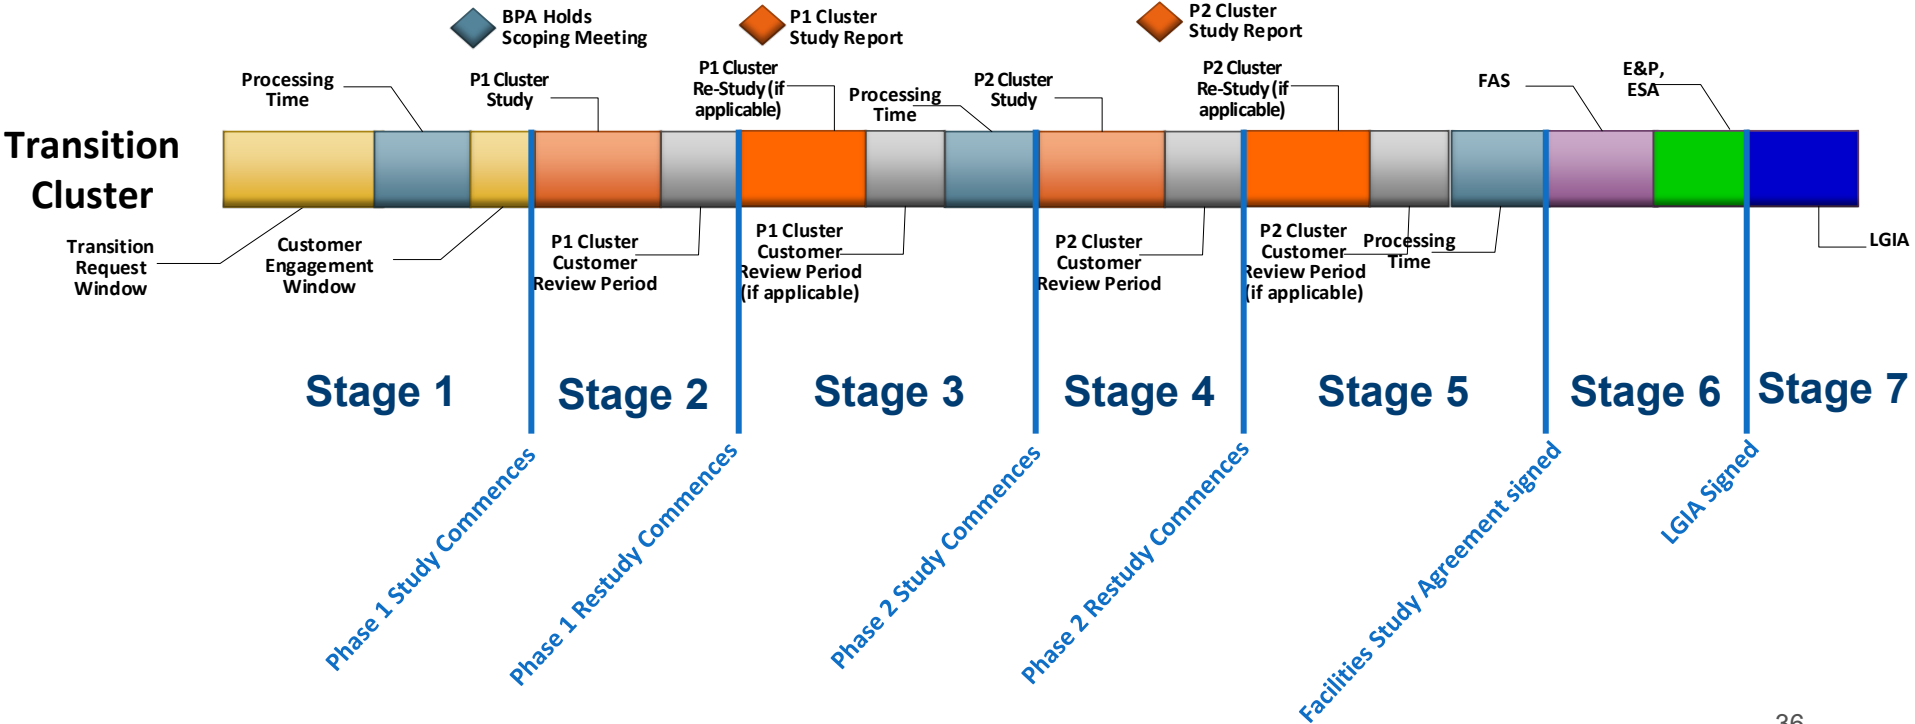 BPA Holds
Scoping Meeting
P1 Cluster
Study Report
P2 Cluster
Study Report
Processing
Time
P1 Cluster
Study
P1 Cluster
Re-Study (if
applicable)
Processing
Time
P2 Cluster
Study
P2 Cluster
Re-Study (if
applicable)
FAS
E&P,
ESA
Transition
Cluster
Transition
Request
Window
Customer
Engagement
Window
P1 Cluster
Customer
Review Period
P1 Cluster
Customer
Review Period
(if applicable)
P2 Cluster
Customer
Review Period
P2 Cluster
Customer
Review Period
(if applicable)
Processing
Time
LGIA
Stage 1
Stage 2
Stage 3
Stage 4
Stage 5
Stage 6
Stage 7
Phase 1 Study Commences
Phase 1 Restudy Commences
Phase 2 Study Commences
Phase 2 Restudy Commences
Facilities Study Agreement signed
LGIA Signed
36